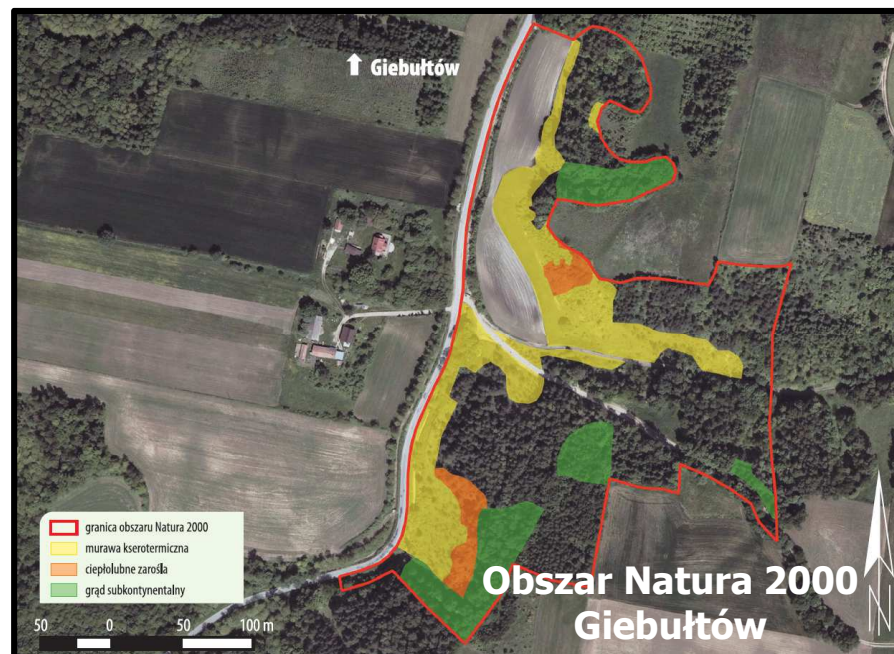 Giebułtów
granica obszaru Natura 2000
murawa kserotermiczna
ciepłolubne zarośla
grąd subkontynentalny
50 0 50 100 m
Obszar Natura 2000
Giebułtów